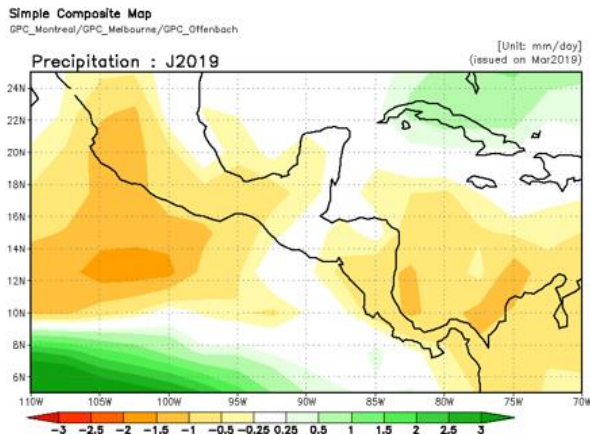 Simple Composite Map
GPC_Montreal/GPC_Melbourne/GPC_Offenbach
[Unit: mm/day]
Precipitation : J2019
(issued on Mar2019)
24N
22N
20N
18N
16N
14N
12N
10N
8N
6N
110W 105W 100W 95W 90W 85W 80W 75W 70W
-3 -2.5 -2 -1.5 -1 -0.5 -0.25 0.25 0.5 1 1.5 2 2.5 3